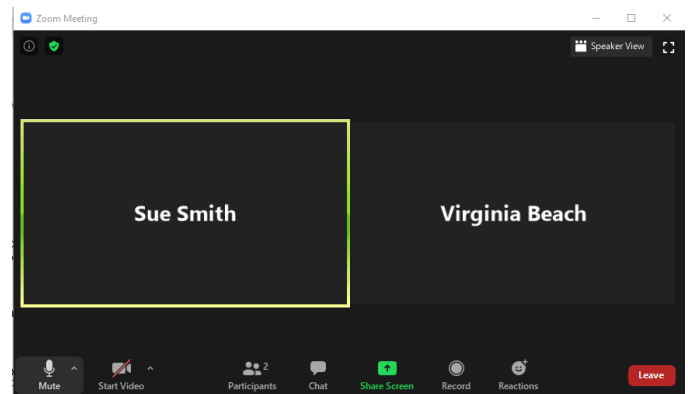 Zoom Meeting
Speaker View
Sue Smith
Virginia Beach
Mute
Start Video
2
Participants
Chat
Share Screen
Record
Reactions
Leave